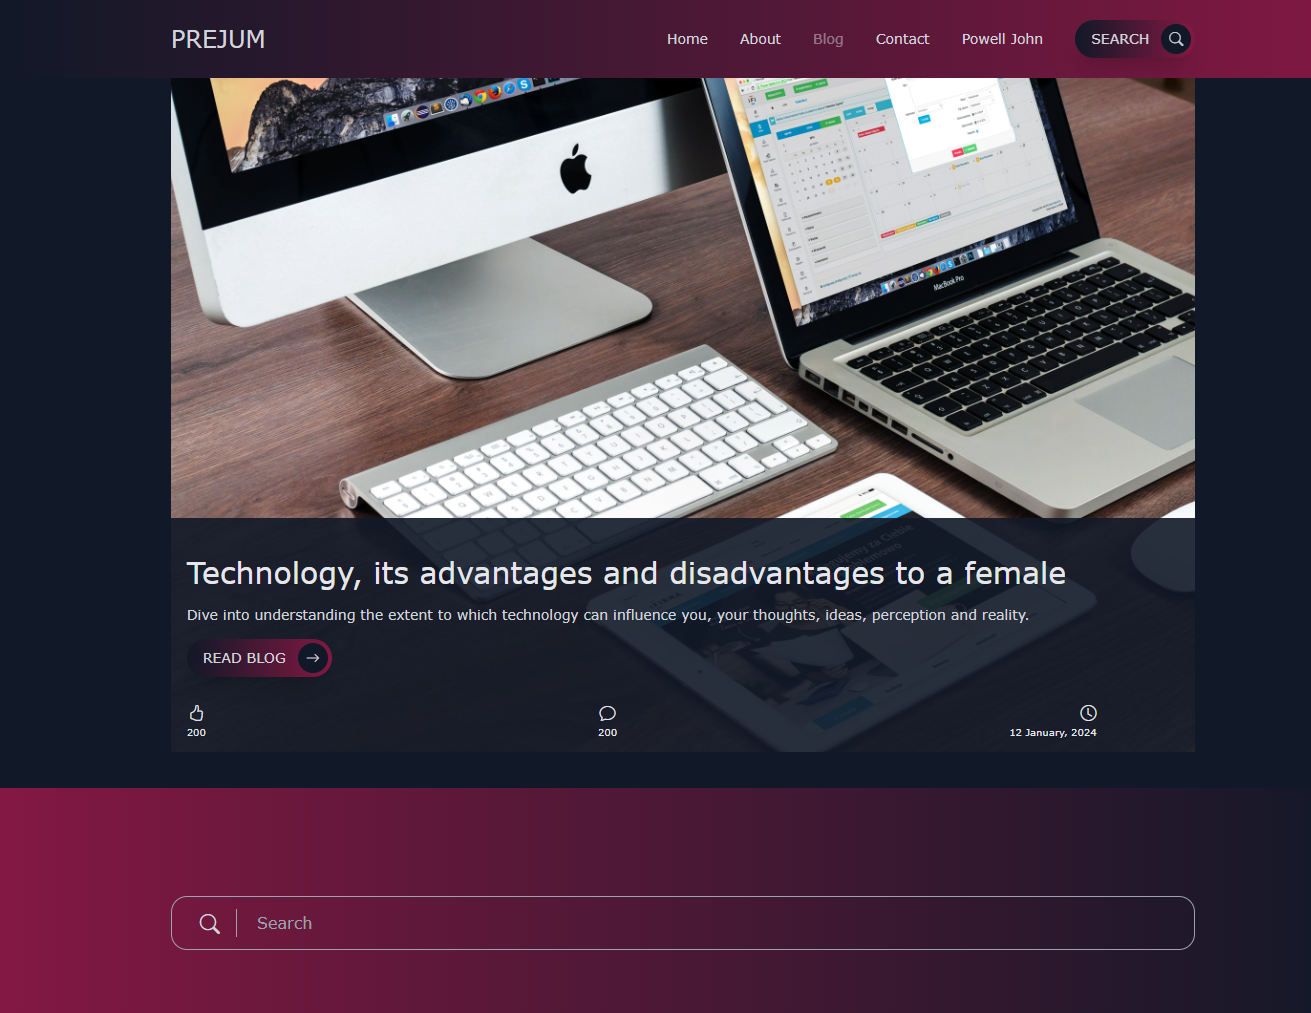 PREJUM
Home
About
Blog
Contact
Powell John
SEARCH
MacBook Pro
Technology, its advantages and disadvantages to a female
Dive into understanding the extent to which technology can influence you, your thoughts, ideas, perception and reality.
READ BLOG
200
200
12 January, 2024
Search